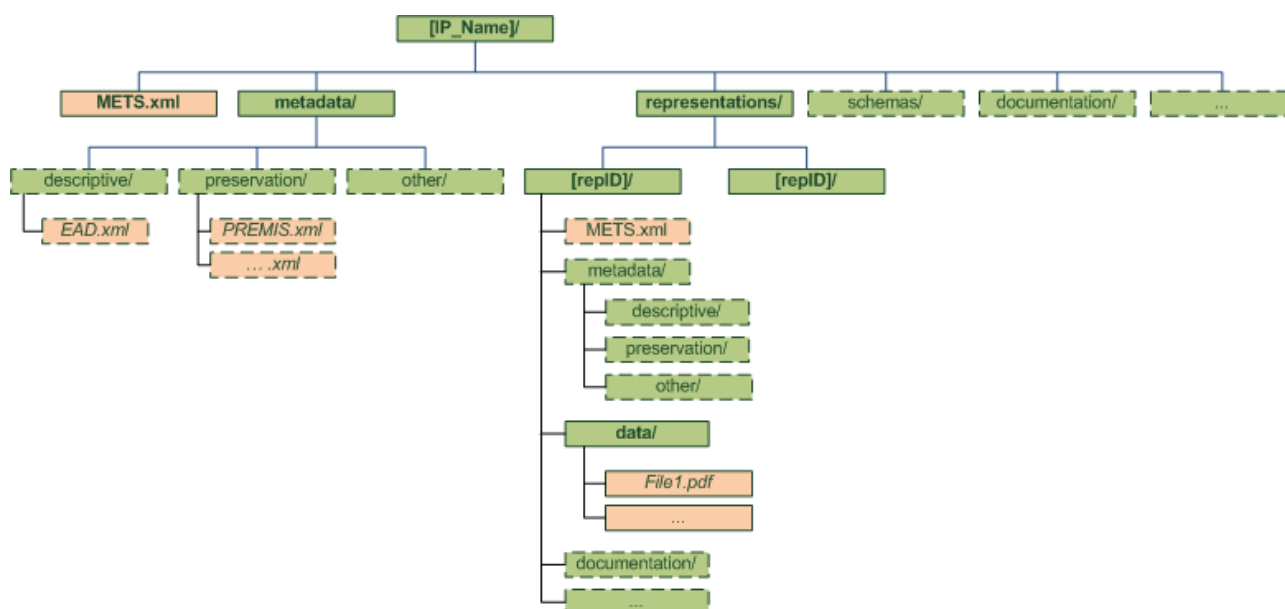 [IP_Name]/
METS.xml
metadata/
representations/
schemas/
documentation/
...
descriptive/
preservation/
other/
[repID]/
[repID]/
EAD.xml
PREMIS.xml
... .xml
METS.xml
metadata/
descriptive/
preservation/
other/
data/
File1.pdf
...
documentation/
...